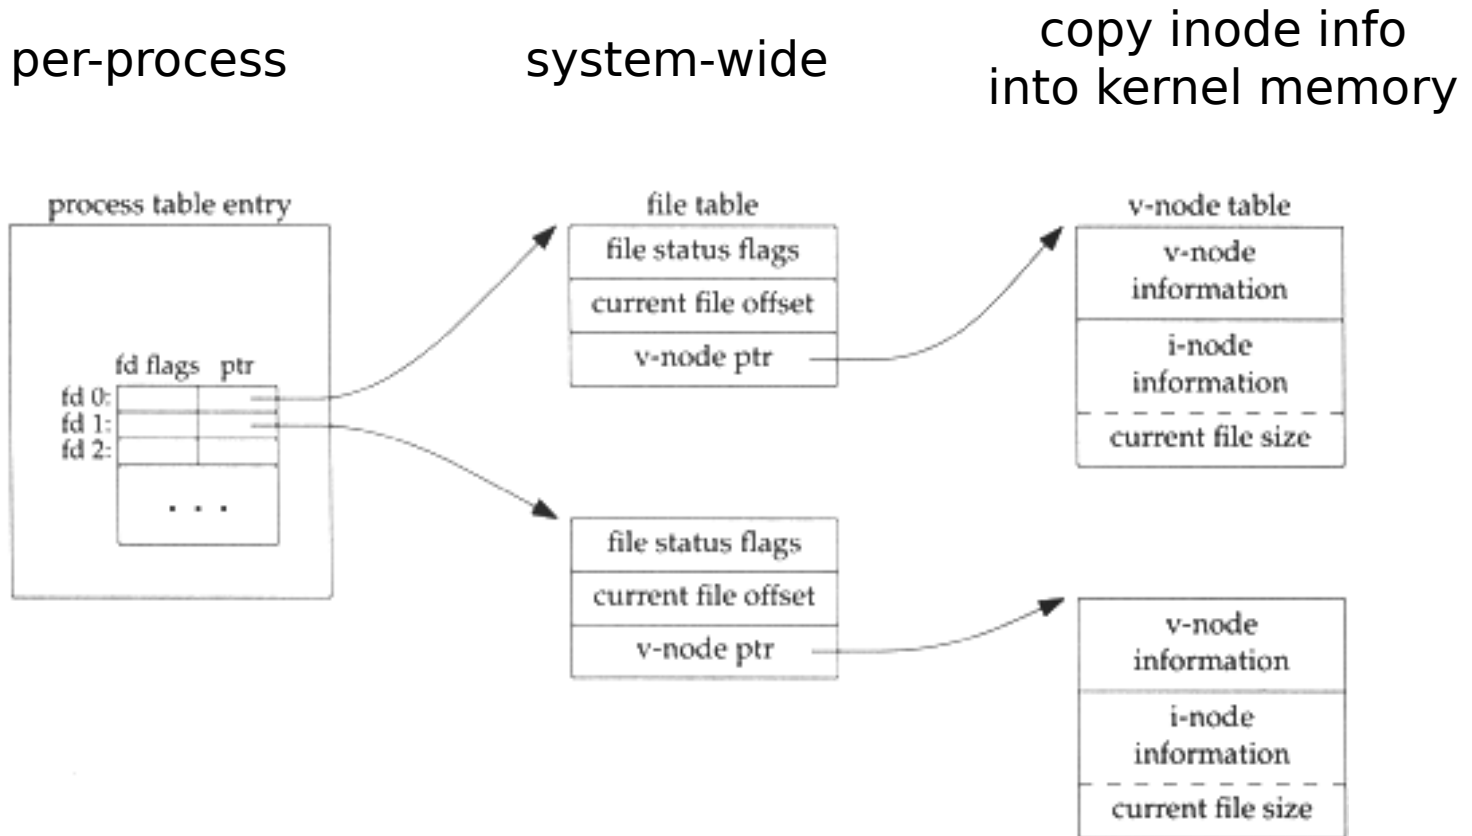 per-process
system-wide
copy inode info
into kernel memory
process table entry
fd flags ptr
fd 0:
fd 1:
fd 2:
. . .
file table
file status flags
current file offset
v-node ptr
file status flags
current file offset
v-node ptr
v-node table
v-node
information
i-node
information
current file size
v-node
information
i-node
information
current file size